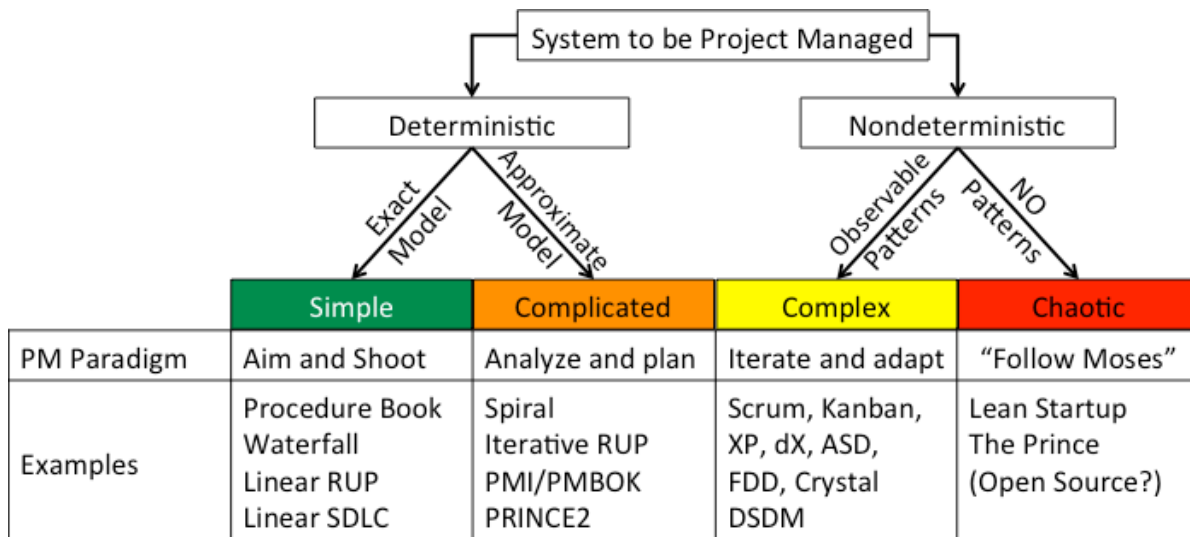 System to be Project Managed
Deterministic
Nondeterministic
Exact
Model
Approximate
Model
Observable
Patterns
NO
Patterns
Simple
Complicated
Complex
Chaotic
PM Paradigm
Aim and Shoot
Analyze and plan
Iterate and adapt
“Follow Moses”
Examples
Procedure Book
Waterfall
Linear RUP
Linear SDLC
Spiral
Iterative RUP
PMI/PMBOK
PRINCE2
Scrum, Kanban,
XP, dX, ASD,
FDD, Crystal
DSDM
Lean Startup
The Prince
(Open Source?)